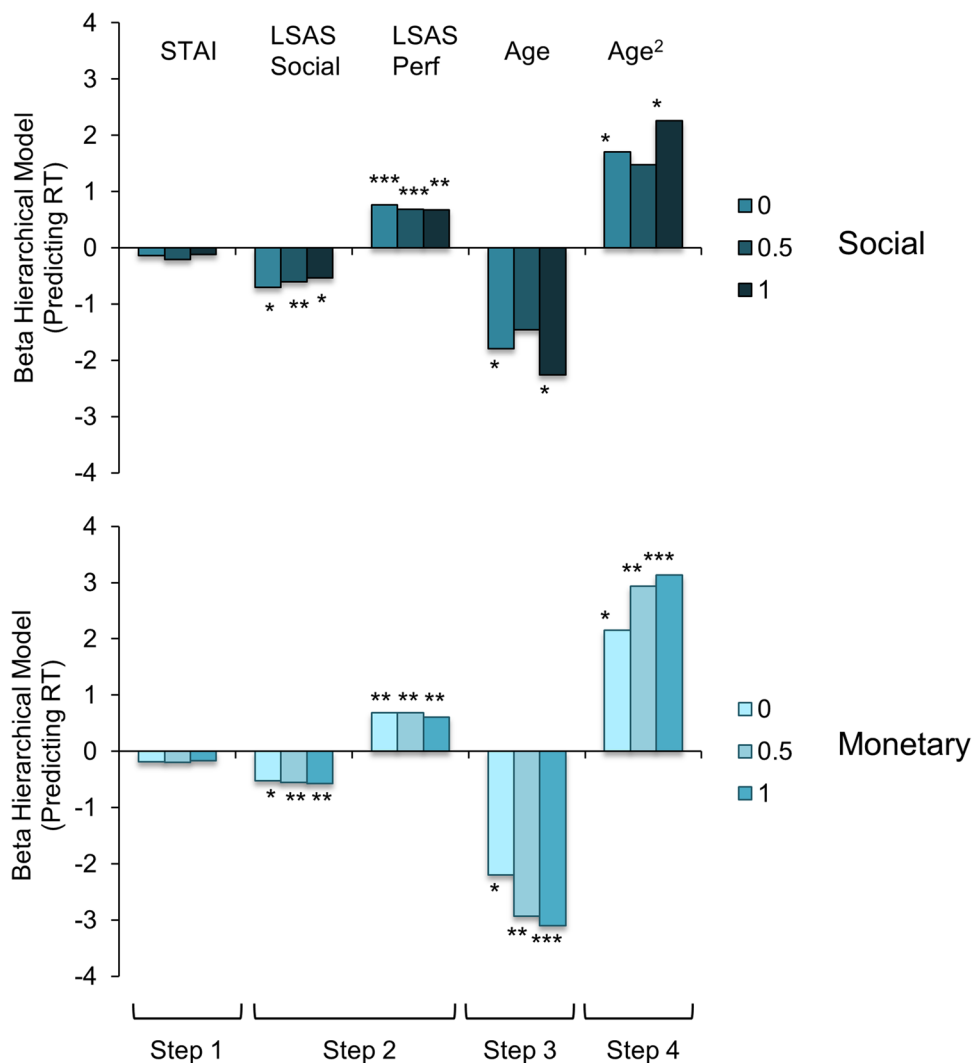 STAI
LSAS
Social
LSAS
Perf
Age
Age²
Beta Hierarchical Model
(Predicting RT)
4
3
2
1
0
-1
-2
-3
-4
*
**
*
***
***
**
*
*
*
*
0
0.5
1
Social
Beta Hierarchical Model
(Predicting RT)
4
3
2
1
0
-1
-2
-3
-4
*
**
**
**
**
**
*
**
***
*
**
***
0
0.5
1
Monetary
Step 1
Step 2
Step 3
Step 4